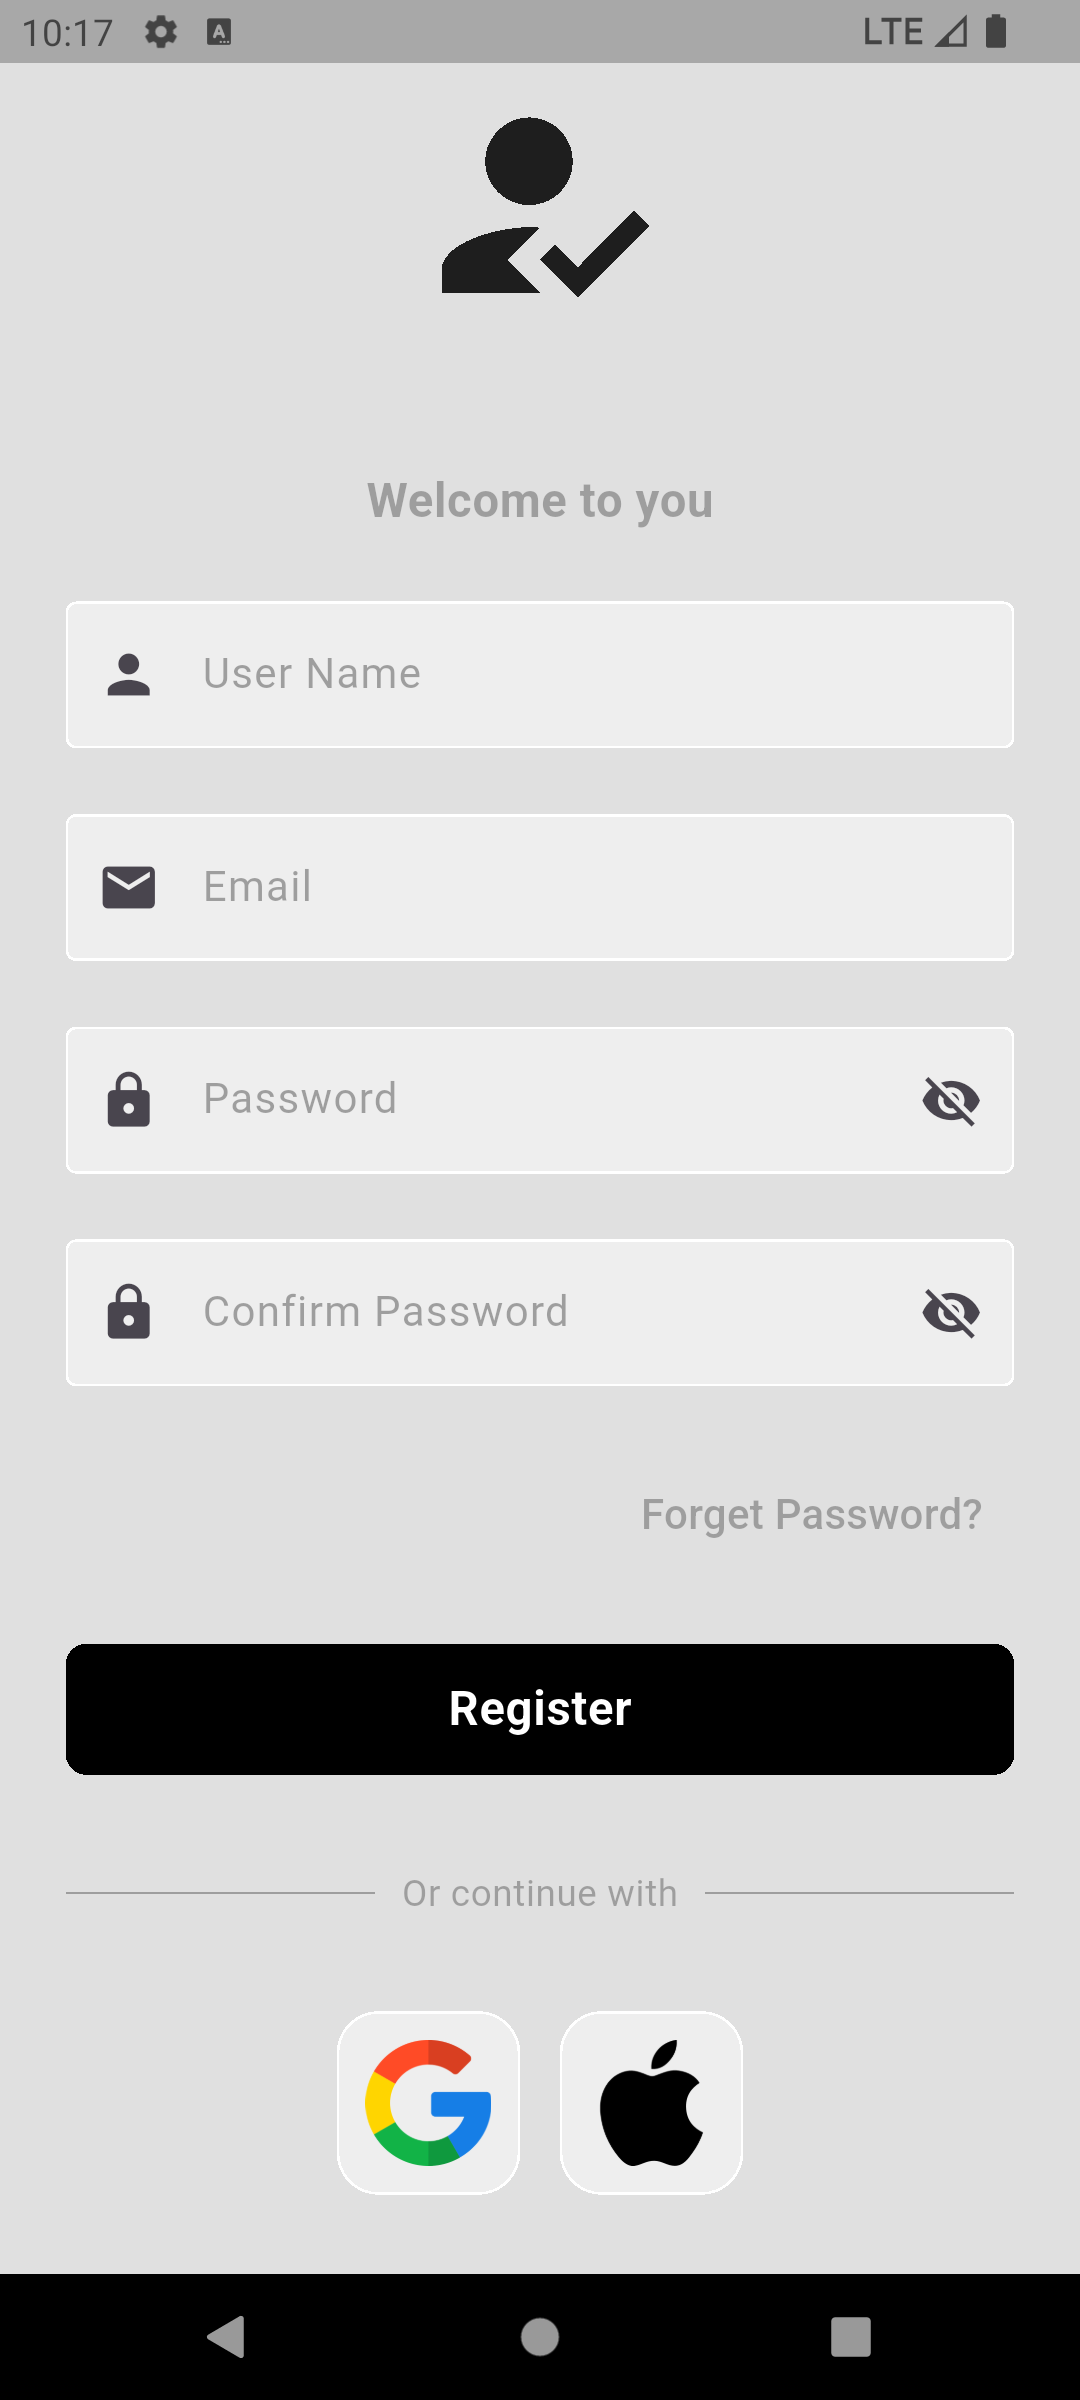 10:17 LTE
Welcome to you
User Name
Email
Password
Confirm Password
Forget Password?
Register
Or continue with